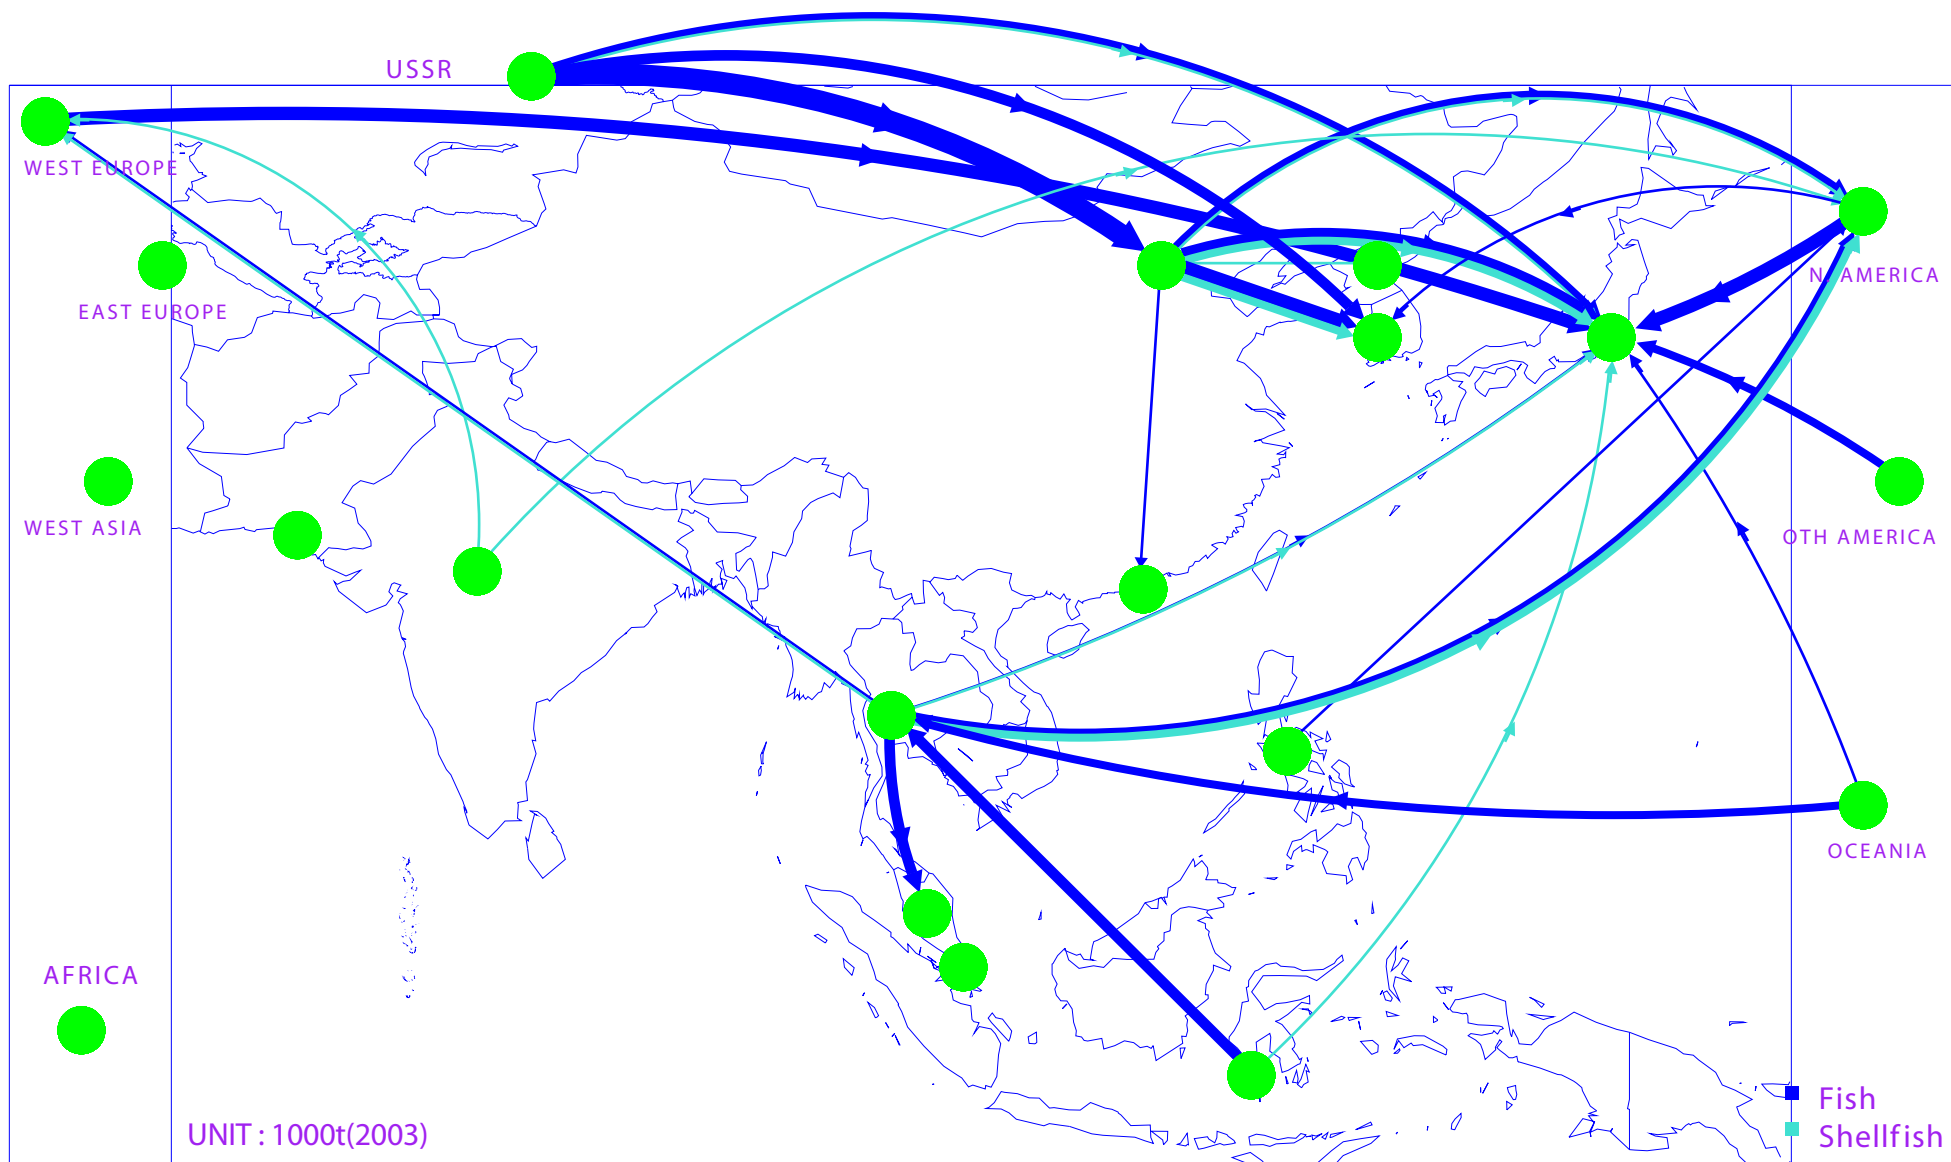 USSR
WEST EUROPE
N. AMERICA
EAST EUROPE
WEST ASIA
OTH AMERICA
OCEANIA
AFRICA
Fish
UNIT : 1000t(2003)
Shellfish